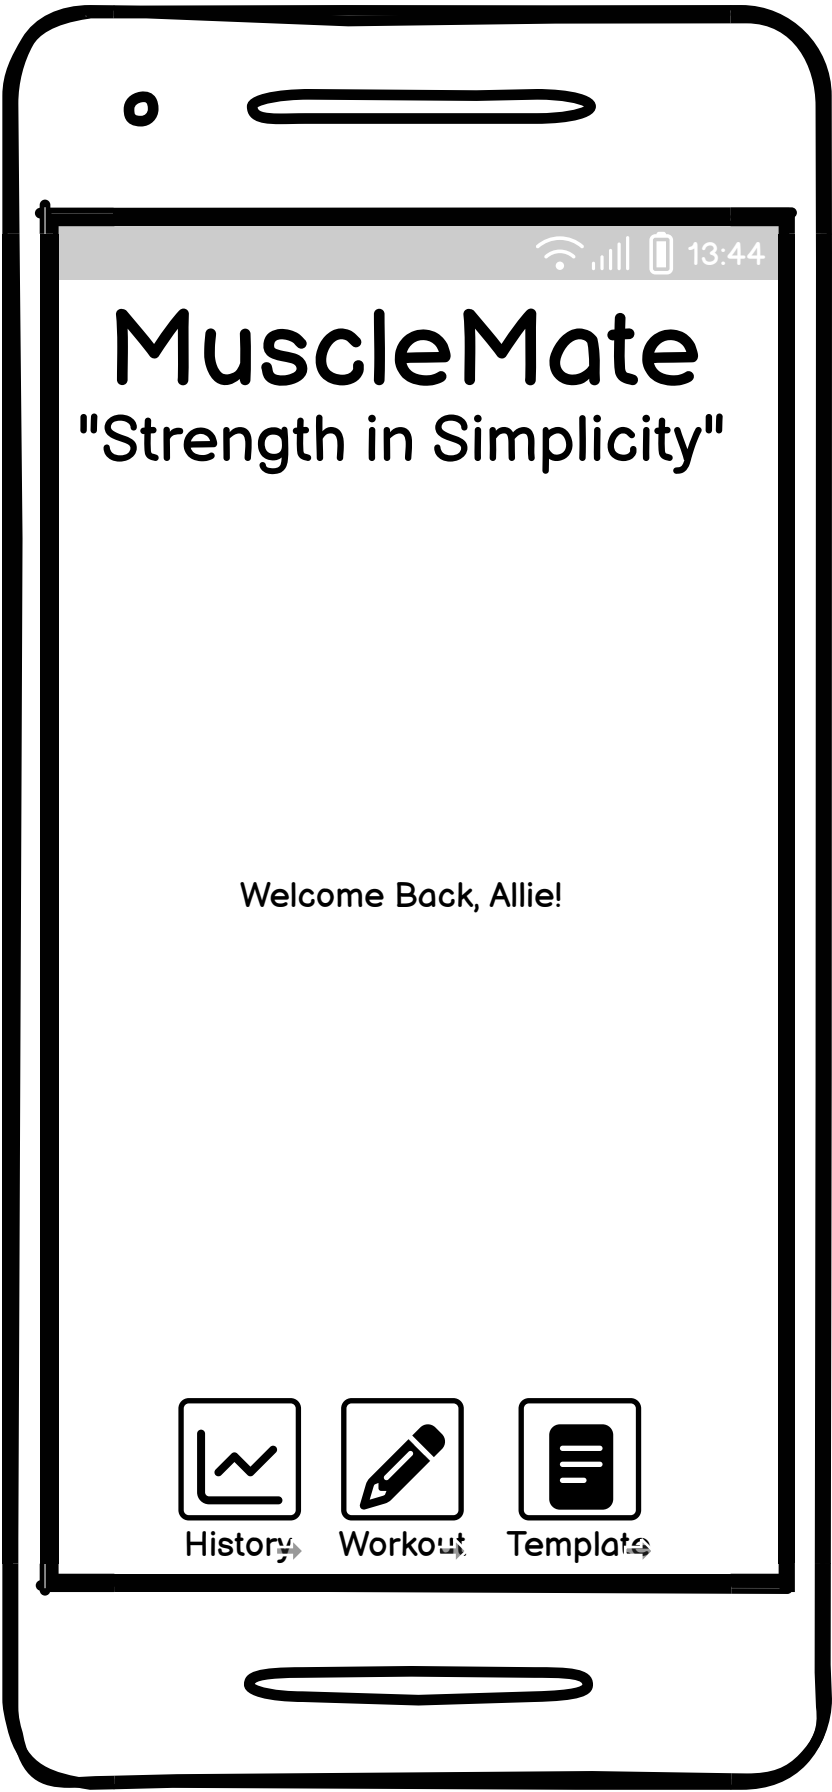 13:44
MuscleMate
"Strength in Simplicity"
Welcome Back, Allie!
History Workout Template